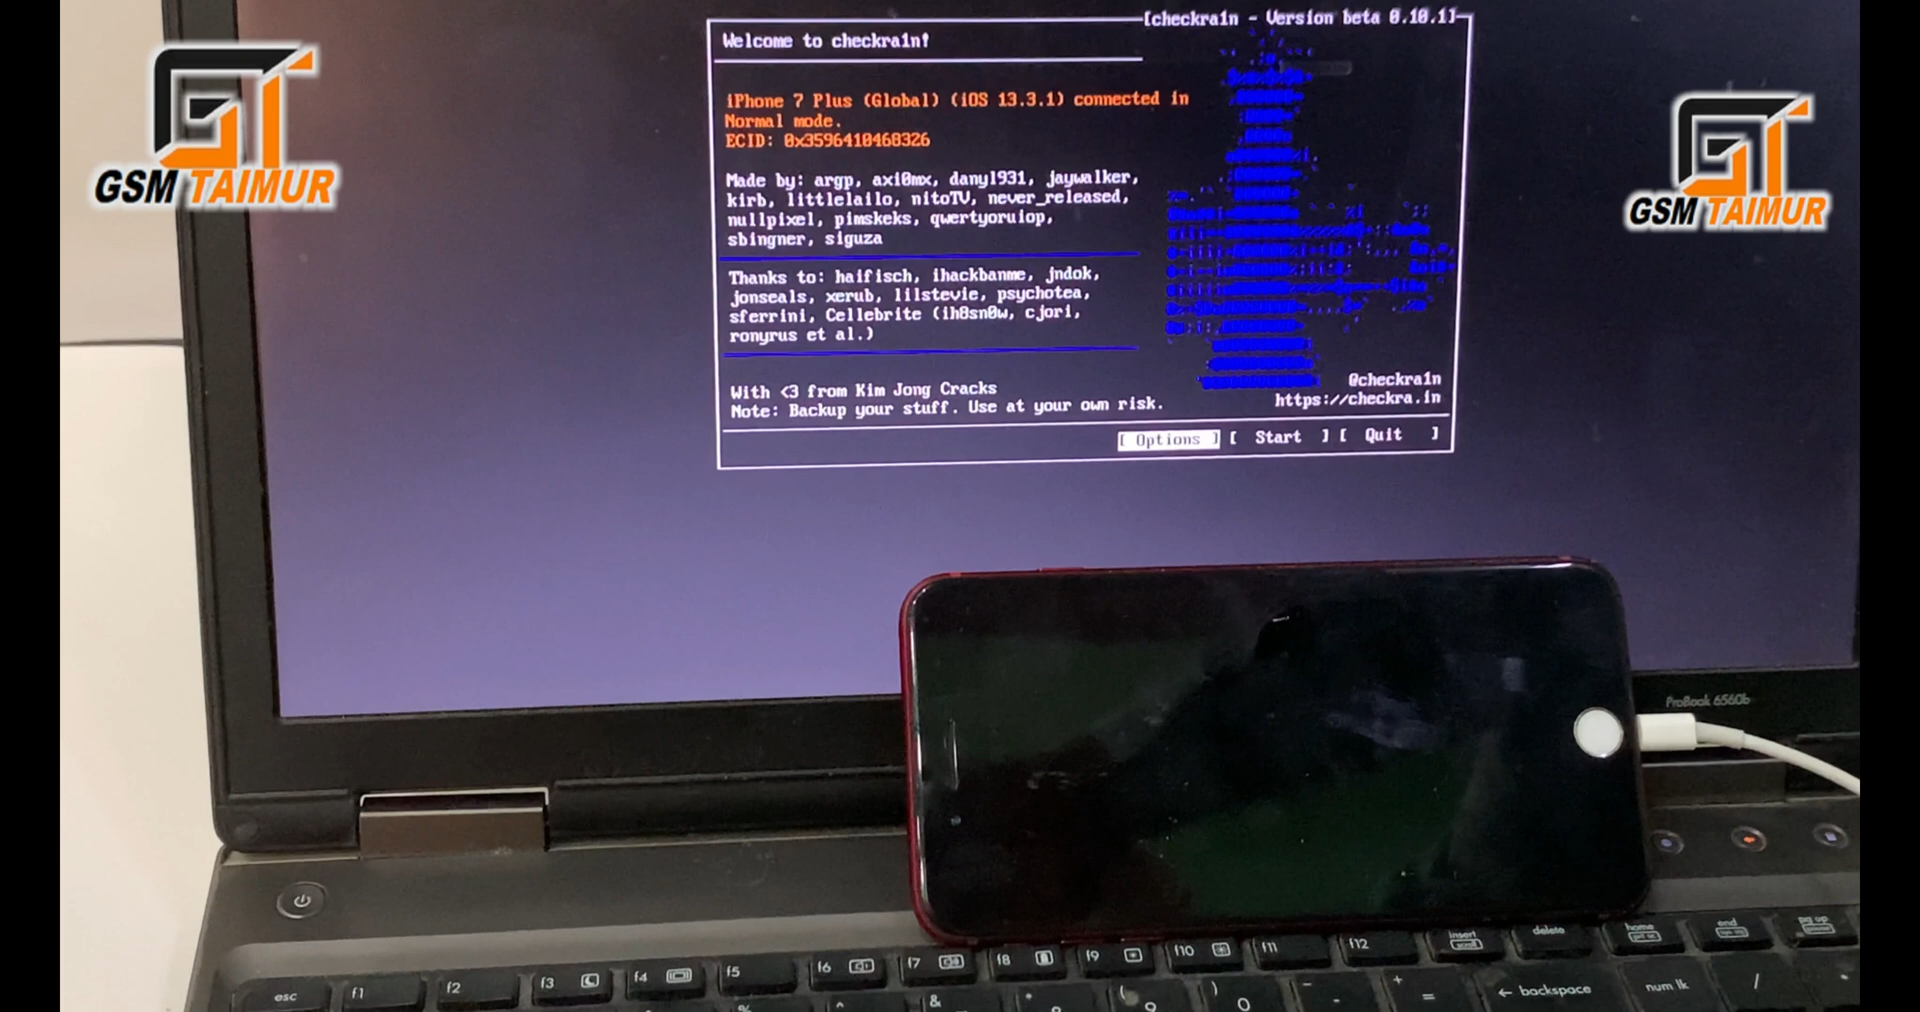 GSM TAIMUR
GSM TAIMUR
[checkra1n - Version beta 0.10.1]
Welcome to checkra1n!
iPhone 7 Plus (Global) (iOS 13.3.1) connected in
Normal mode.
ECID: 0x3596410468326
Made by: argp, axi0mx, danyl931, jaywalker,
kirb, littlelailo, nitoTV, never_released,
nullpixel, pimskeks, qwertyoruiop,
sbingner, siguza
Thanks to: haifisch, ihackbanme, jndok,
jonseals, xerub, lilstevie, psychotea,
sferrini, Cellebrite (ih8sn0w, cjori,
ronyrus et al.)
With <3 from Kim Jong Cracks
Note: Backup your stuff. Use at your own risk.
@checkra1n
https://checkra.in
[ Options ] [ Start ] [ Quit ]
ProBook 6560b
esc f1 f2 f3 f4 f5 f6 f7 f8 f9 f10 f11 f12 insert delete home end pg up
% ^ & * ( 9 ) 0 - + = ← backspace num lk /